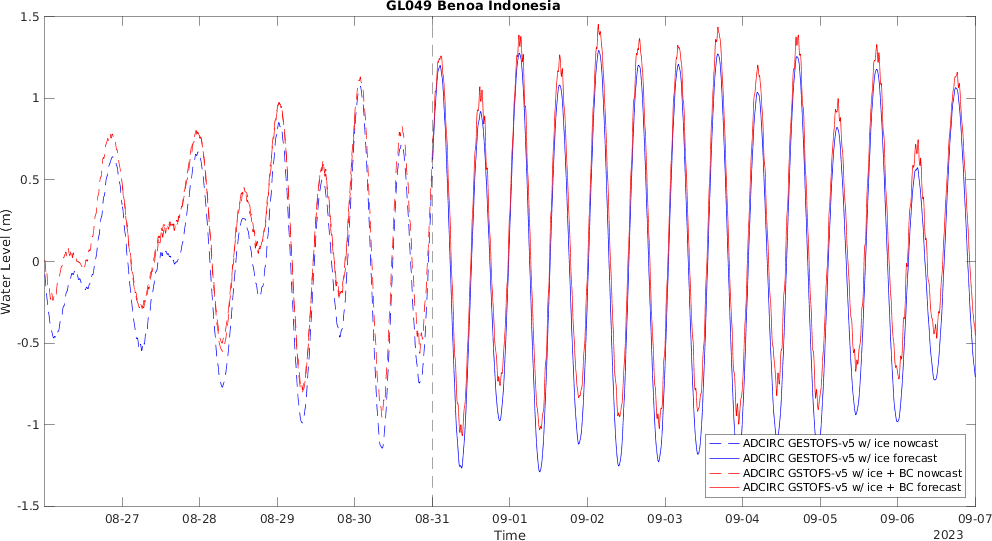 GL049 Benoa Indonesia
1.5
1
0.5
0
-0.5
-1
-1.5
Water Level (m)
ADCIRC GESTOFS-v5 w/ ice nowcast
ADCIRC GESTOFS-v5 w/ ice forecast
ADCIRC GSTOFS-v5 w/ ice + BC nowcast
ADCIRC GSTOFS-v5 w/ ice + BC forecast
08-27 08-28 08-29 08-30 08-31 09-01 09-02 09-03 09-04 09-05 09-06 09-07
Time
2023